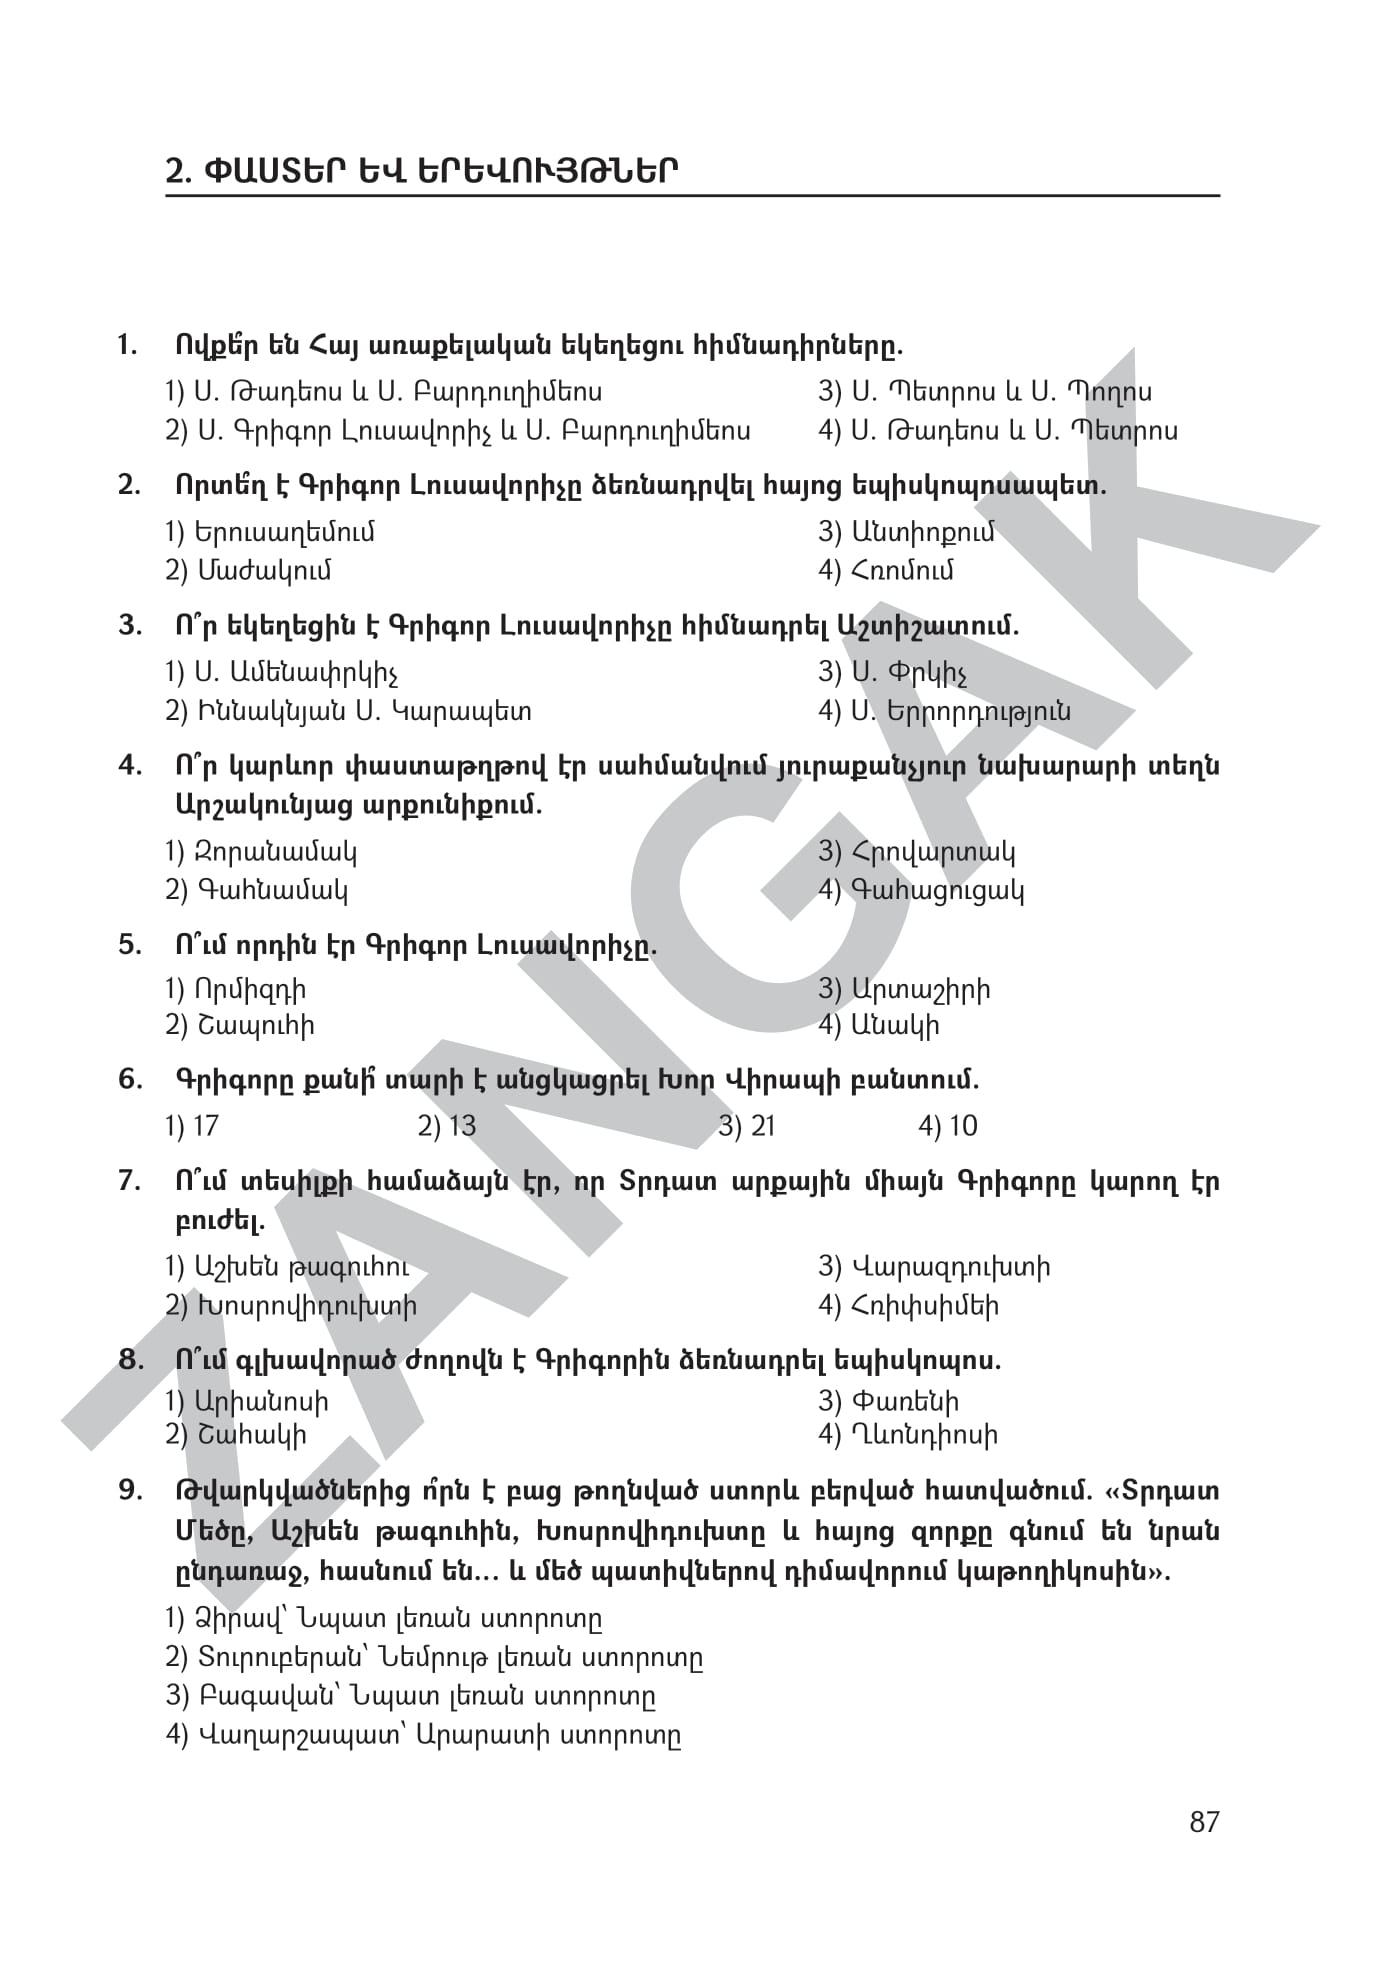 2. ՓԱՍՏԵՐ ԵՎ ԵՐԵՎՈՒՅԹՆԵՐ
1. Ովքե՞ր են Հայ առաքելական եկեղեցու հիմնադիրները.
1) Ս. Թադեոս և Ս. Բարդուղիմեոս 3) Ս. Պետրոս և Ս. Պողոս
2) Ս. Գրիգոր Լուսավորիչ և Ս. Բարդուղիմեոս 4) Ս. Թադեոս և Ս. Պետրոս
2. Որտե՞ղ է Գրիգոր Լուսավորիչը ձեռնադրվել հայոց եպիսկոպոսապետ.
1) Երուսաղեմում 3) Անտիոքում
2) Մաժակում 4) Հռոմում
3. Ո՞ր եկեղեցին է Գրիգոր Լուսավորիչը հիմնադրել Աշտիշատում.
1) Ս. Ամենափրկիչ 3) Ս. Փրկիչ
2) Իննակնյան Ս. Կարապետ 4) Ս. Երրորդություն
4. Ո՞ր կարևոր փաստաթղթով էր սահմանվում յուրաքանչյուր նախարարի տեղն
Արշակունյաց արքունիքում.
1) Զորանամակ 3) Հրովարտակ
2) Գահնամակ 4) Գահացուցակ
5. Ո՞ւմ որդին էր Գրիգոր Լուսավորիչը.
1) Որմիզդի 3) Արտաշիրի
2) Շապուհի 4) Անակի
6. Գրիգորը քանի՞ տարի է անցկացրել Խոր Վիրապի բանտում.
1) 17 2) 13 3) 21 4) 10
7. Ո՞ւմ տեսիլքի համաձայն էր, որ Տրդատ արքային միայն Գրիգորը կարող էր
բուժել.
1) Աշխեն թագուհու 3) Վարազդուխտի
2) Խոսրովիդուխտի 4) Հռիփսիմեի
8. Ո՞ւմ գլխավորած ժողովն է Գրիգորին ձեռնադրել եպիսկոպոս.
1) Արիանոսի 3) Փառենի
2) Շահակի 4) Ղևոնդիոսի
9. Թվարկվածներից ո՞րն է բաց թողնված ստորև բերված հատվածում. «Տրդատ
Մեծը, Աշխեն թագուհին, Խոսրովիդուխտը և հայոց զորքը գնում են նրան
ընդառաջ, հասնում են... և մեծ պատիվներով դիմավորում կաթողիկոսին».
1) Ձիրավ՝ Նպատ լեռան ստորոտը
2) Տուրուբերան՝ Նեմրութ լեռան ստորոտը
3) Բագավան՝ Նպատ լեռան ստորոտը
4) Վաղարշապատ՝ Արարատի ստորոտը
87
ZANGAK